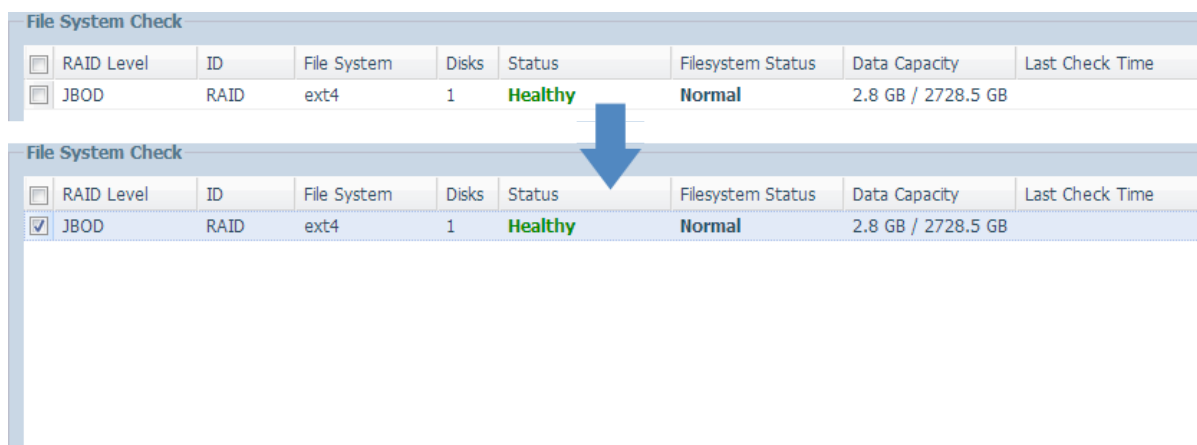 File System Check
RAID Level ID File System Disks Status Filesystem Status Data Capacity Last Check Time
JBOD RAID ext4 1 Healthy Normal 2.8 GB / 2728.5 GB
File System Check
RAID Level ID File System Disks Status Filesystem Status Data Capacity Last Check Time
JBOD RAID ext4 1 Healthy Normal 2.8 GB / 2728.5 GB